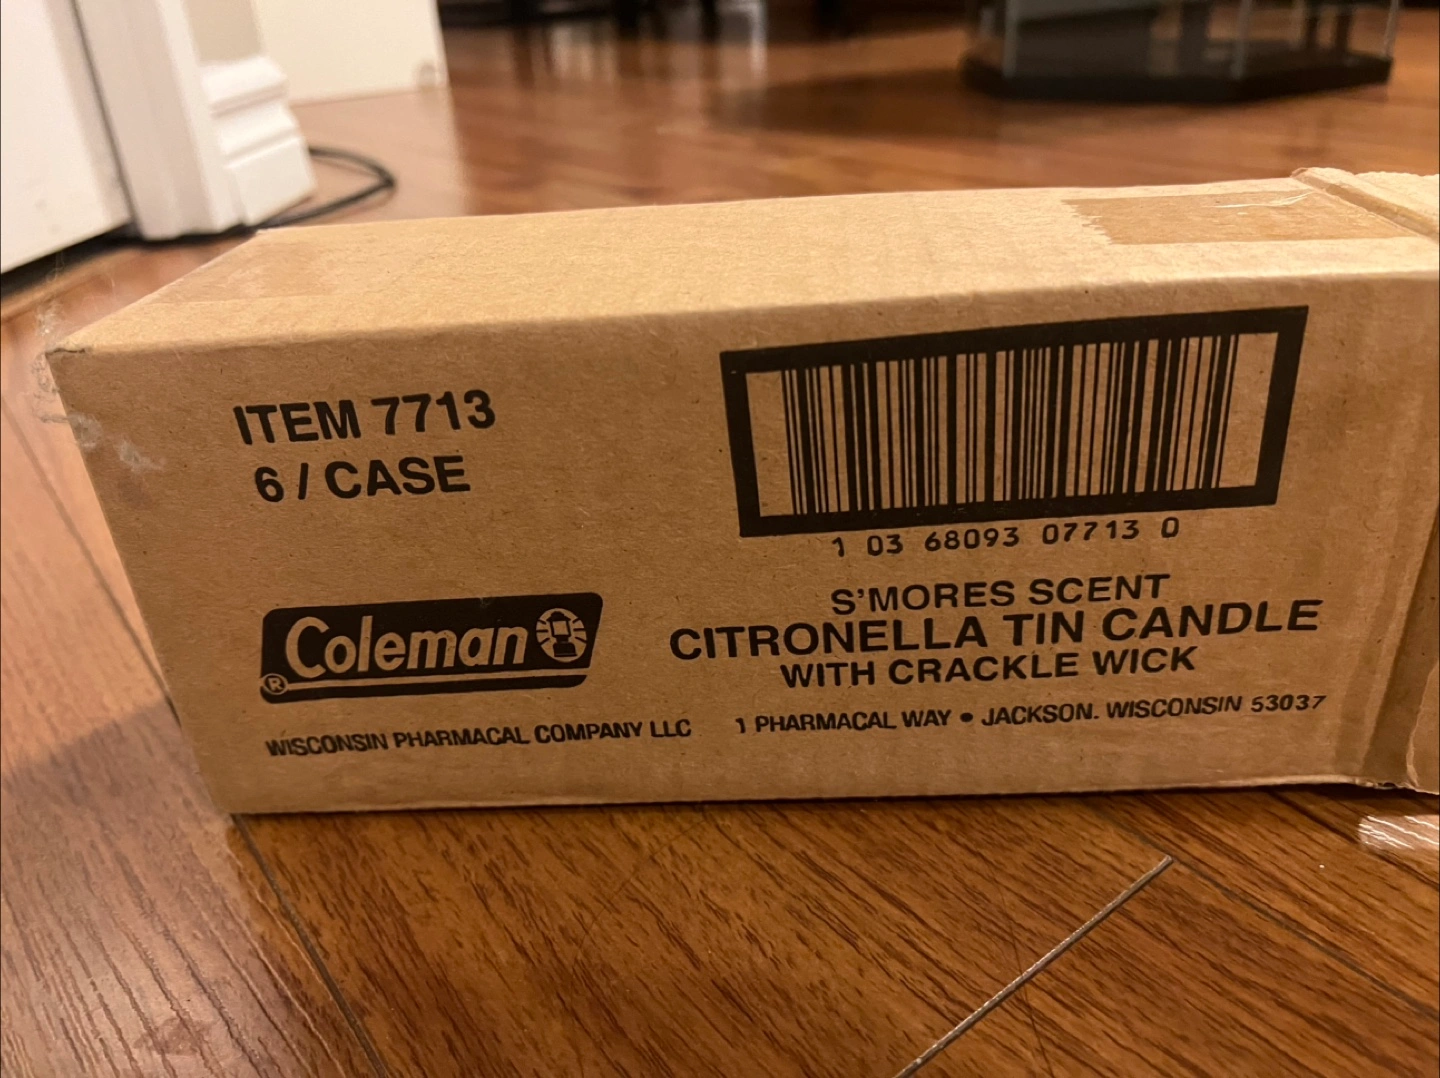 ITEM 7713
6 / CASE
1 03 68093 07713 0
S'MORES SCENT
CITRONELLA TIN CANDLE
WITH CRACKLE WICK
Coleman ®
WISCONSIN PHARMACAL COMPANY LLC 1 PHARMACAL WAY • JACKSON. WISCONSIN 53037